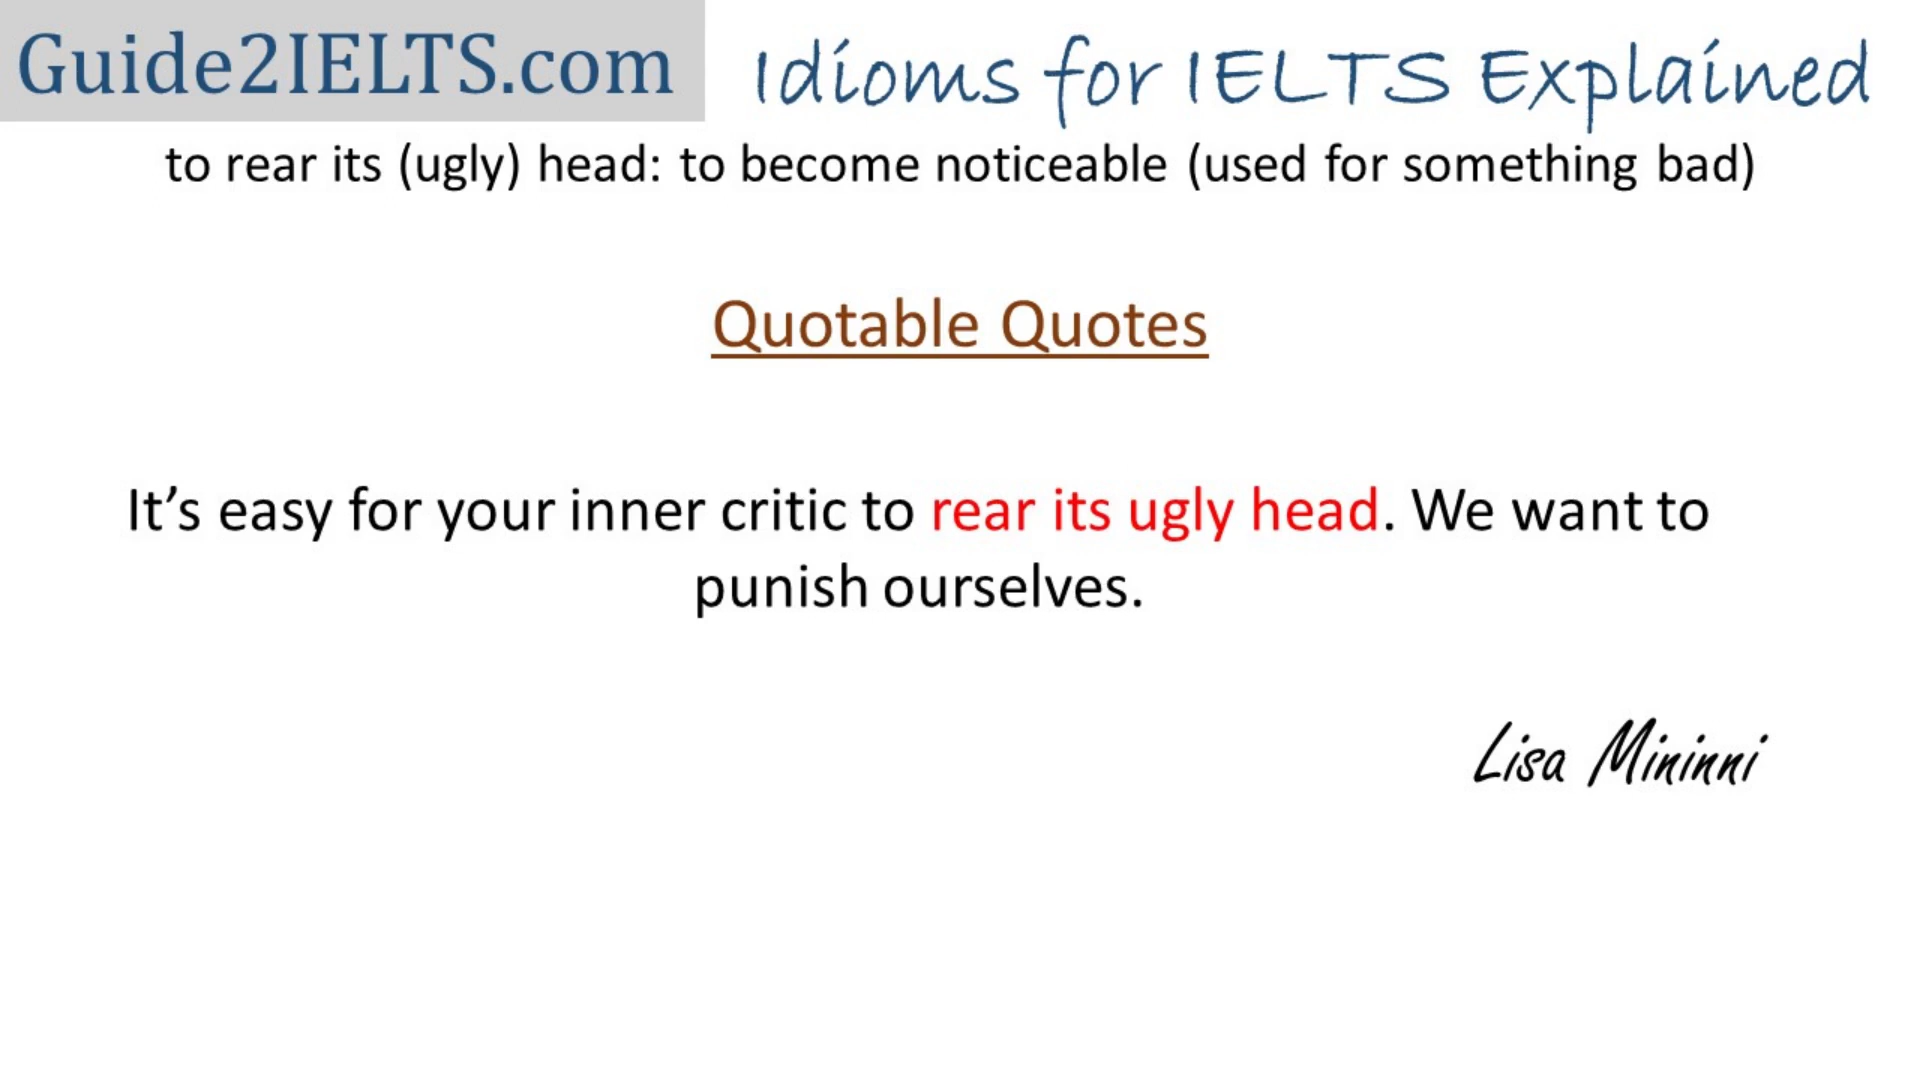 Guide2IELTS.com
Idioms for IELTS Explained
to rear its (ugly) head: to become noticeable (used for something bad)
Quotable Quotes
It’s easy for your inner critic to rear its ugly head. We want to
punish ourselves.
Lisa Mininni